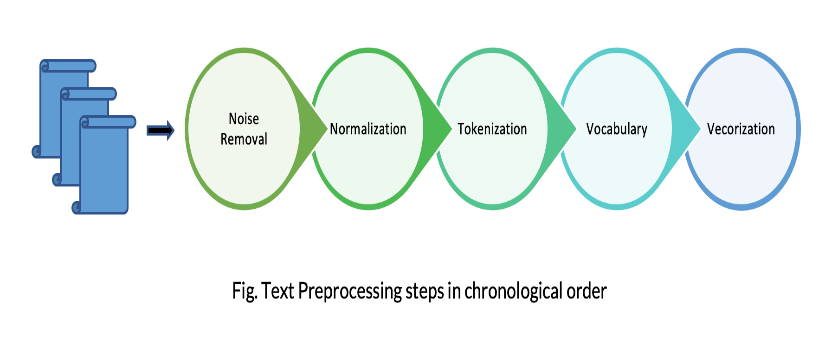 Noise
Removal
Normalization
Tokenization
Vocabulary
Vecorization
Fig. Text Preprocessing steps in chronological order